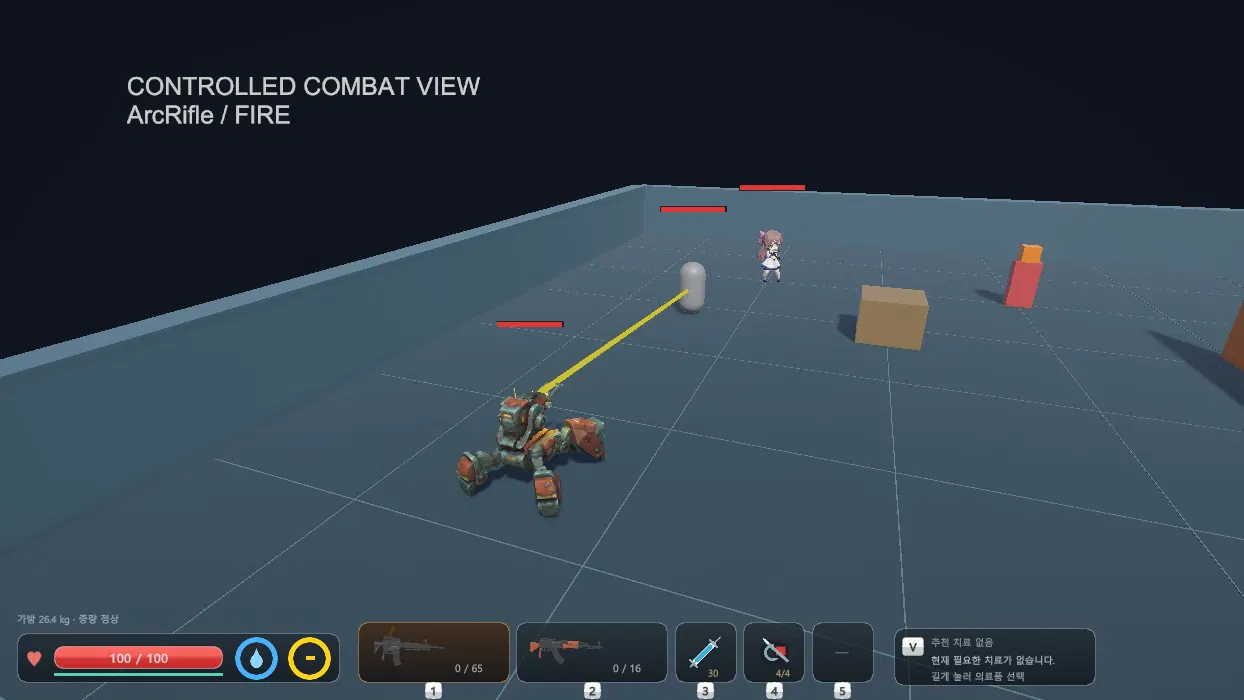 CONTROLLED COMBAT VIEW
ArcRifle / FIRE
가방 26.4 kg · 중량 정상
100 / 100
0 / 65
0 / 16
30
4/4
1
2
3
4
5
V
추천 치료 없음
현재 필요한 치료가 없습니다.
길게 눌러 의료품 선택